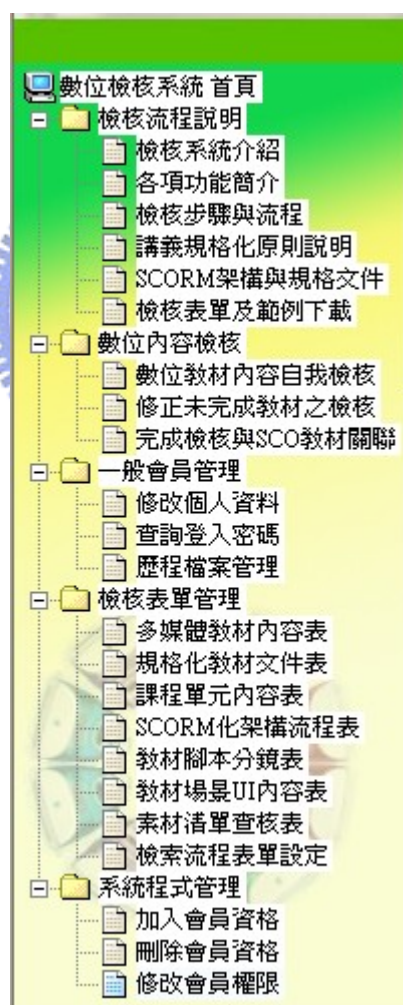 數位檢核系統 首頁
檢核流程說明
檢核系統介紹
各項功能簡介
檢核步驟與流程
講義規格化原則說明
SCORM架構與規格文件
檢核表單及範例下載
數位內容檢核
數位教材內容自我檢核
修正未完成教材之檢核
完成檢核與SCO教材關聯
一般會員管理
修改個人資料
查詢登入密碼
歷程檔案管理
檢核表單管理
多媒體教材內容表
規格化教材文件表
課程單元內容表
SCORM化架構流程表
教材腳本分鏡表
教材場景UI內容表
素材清單查核表
檢索流程表單設定
系統程式管理
加入會員資格
刪除會員資格
修改會員權限